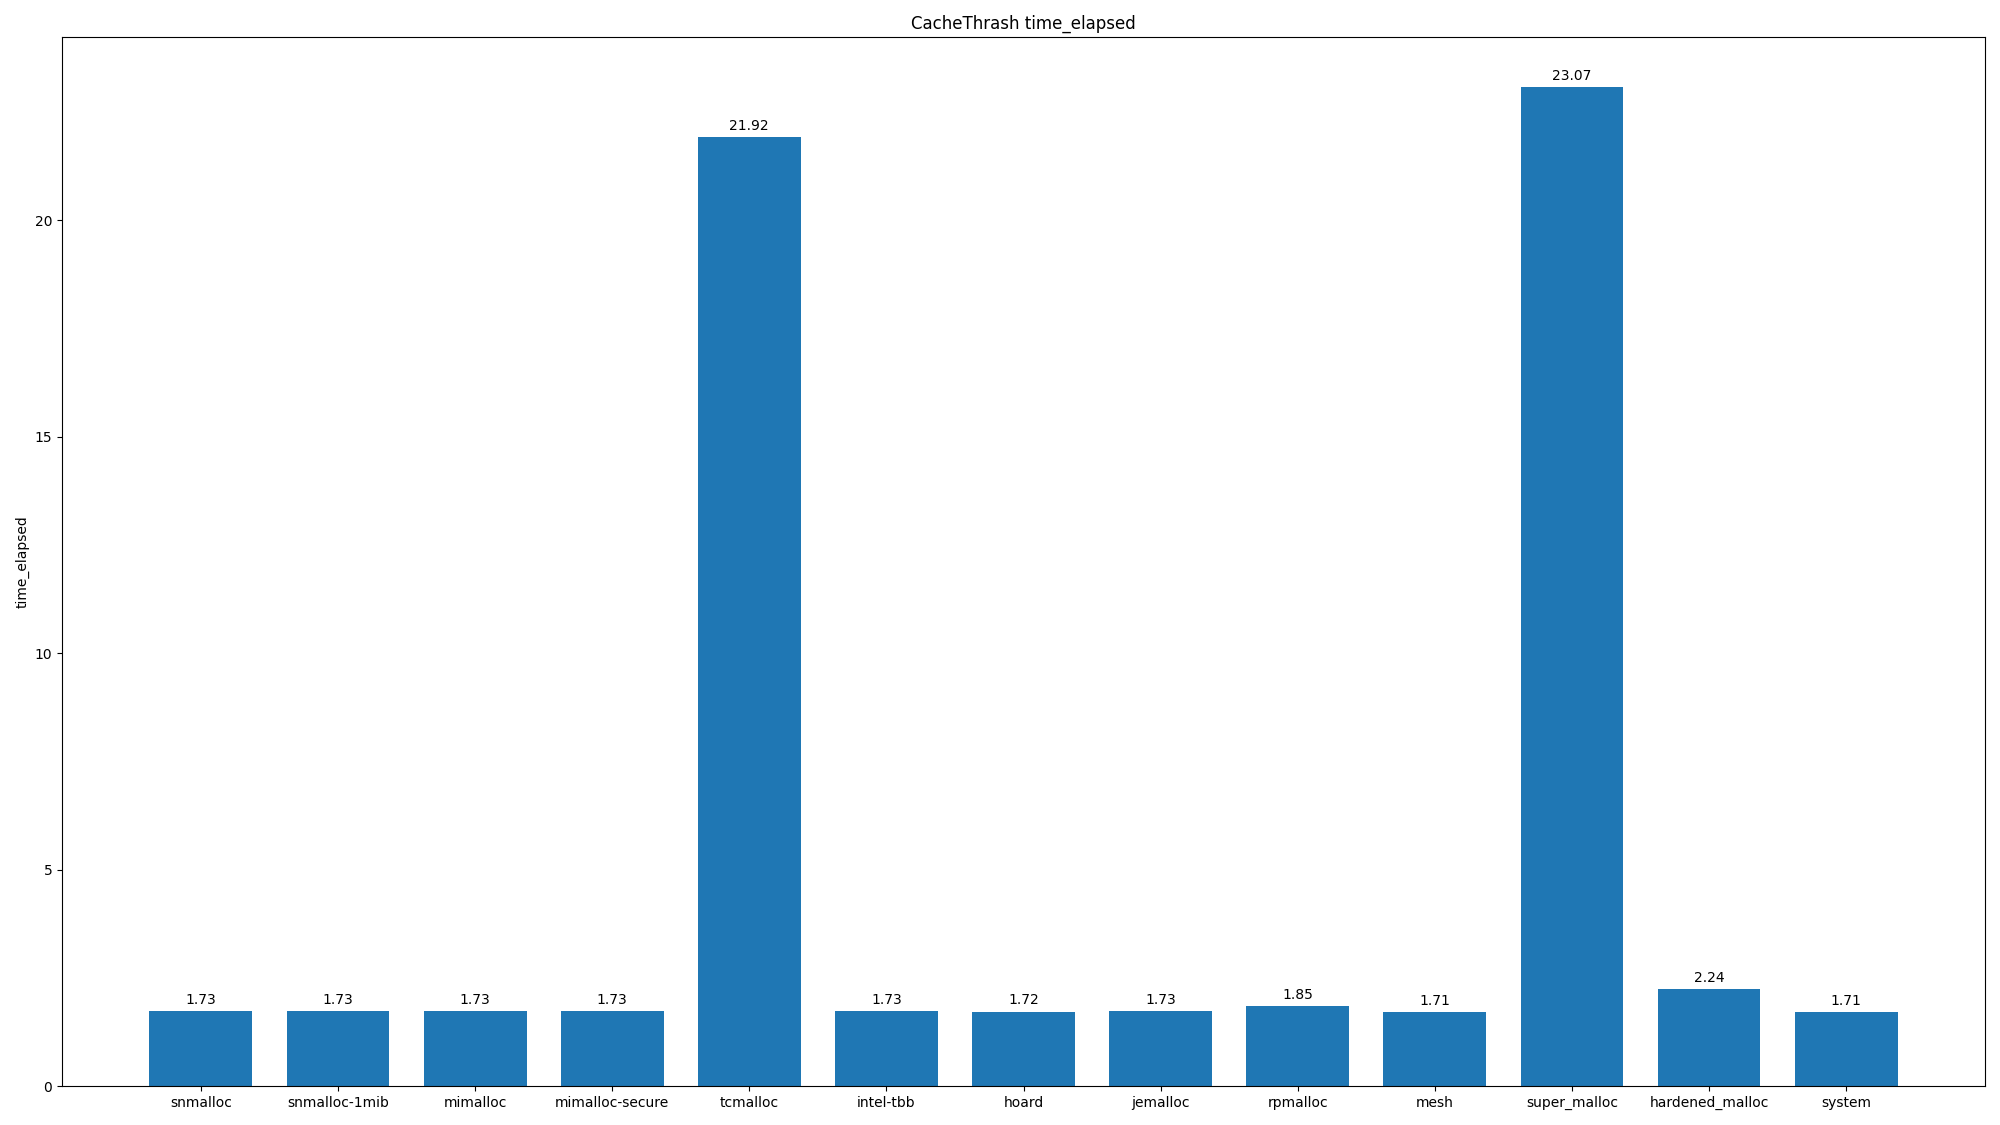 CacheThrash time_elapsed
23.07
21.92
20
15
10
time_elapsed
5
2.24
1.73
1.73
1.73
1.73
1.73
1.72
1.73
1.85
1.71
1.71
0
snmalloc
snmalloc-1mib
mimalloc
mimalloc-secure
tcmalloc
intel-tbb
hoard
jemalloc
rpmalloc
mesh
super_malloc
hardened_malloc
system